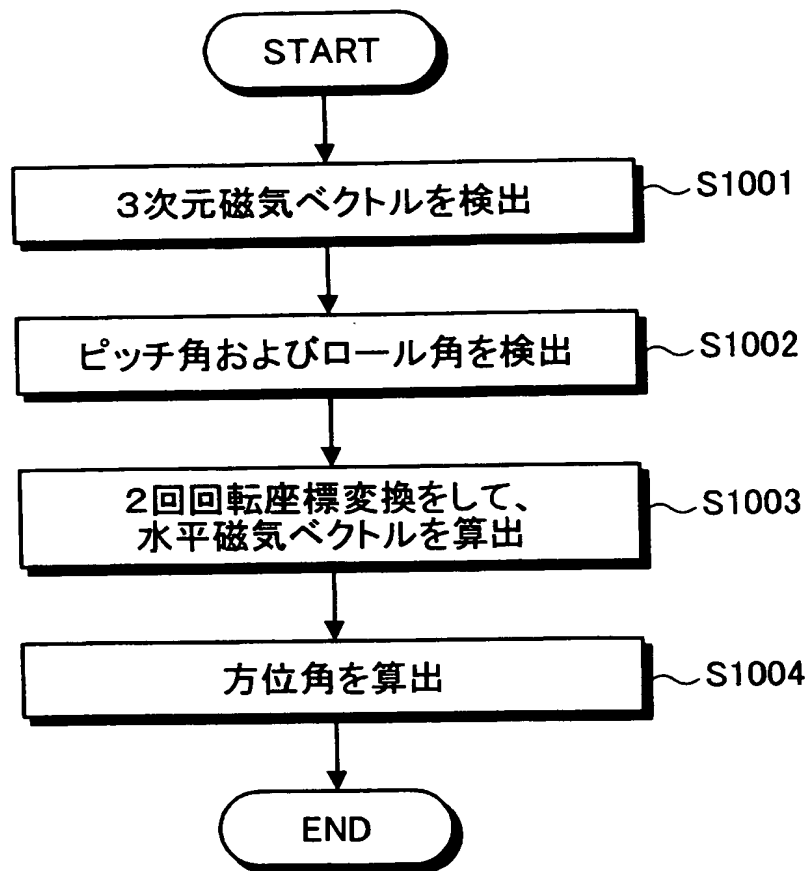 START
3次元磁気ベクトルを検出
S1001
ピッチ角およびロール角を検出
S1002
2回回転座標変換をして、
水平磁気ベクトルを算出
S1003
方位角を算出
S1004
END